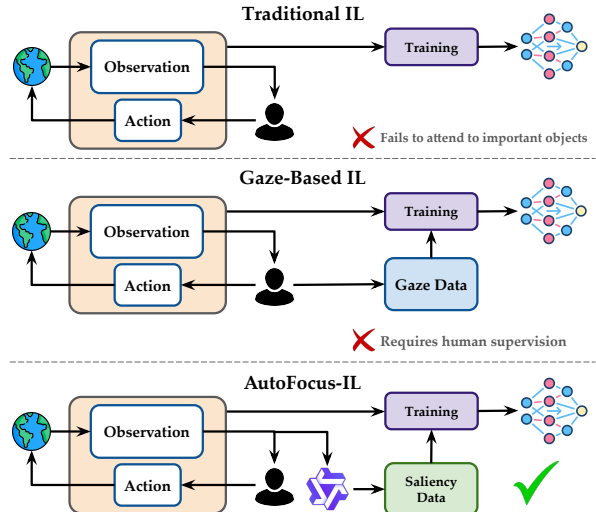 Traditional IL
Observation
Training
Action
Fails to attend to important objects
Gaze-Based IL
Observation
Training
Action
Gaze Data
Requires human supervision
AutoFocus-IL
Observation
Training
Action
Saliency
Data